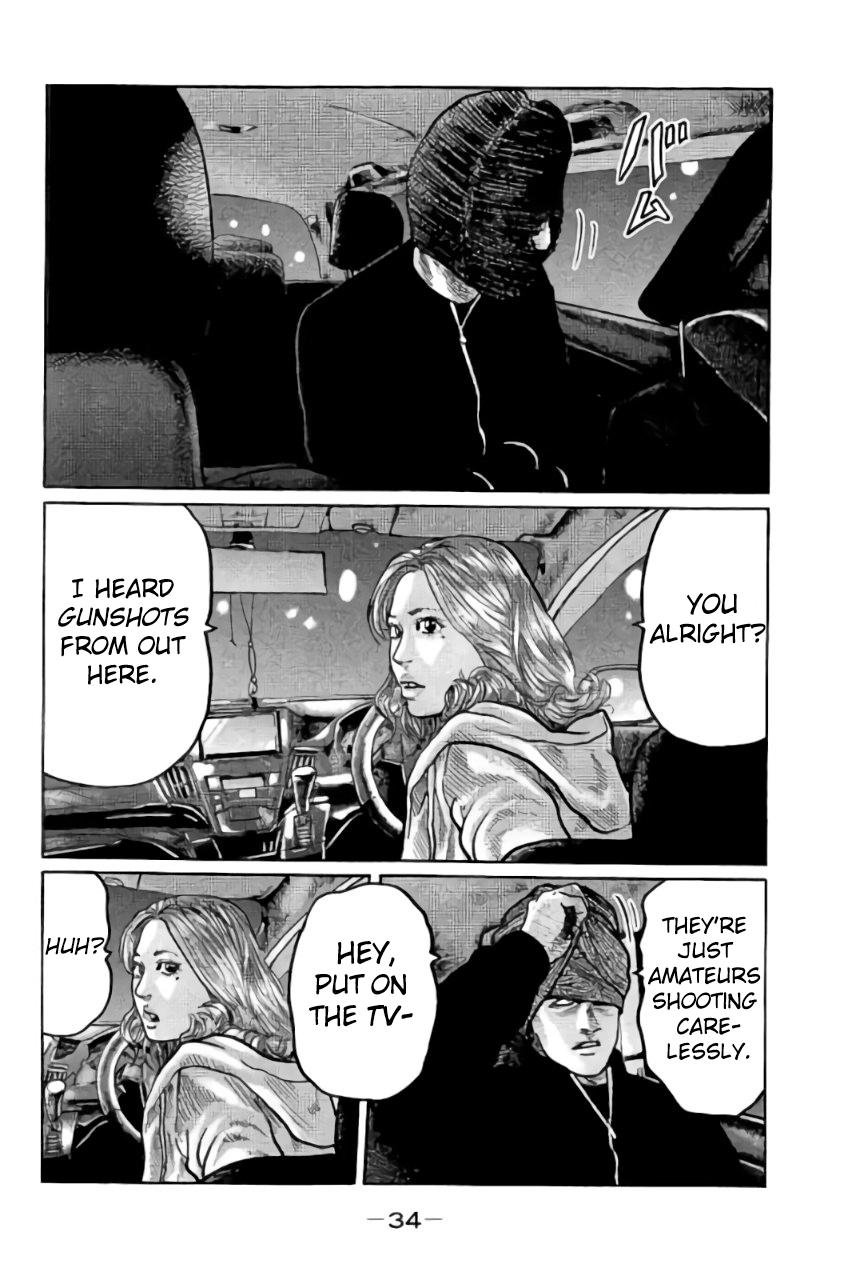 YOU
ALRIGHT?
I HEARD
GUNSHOTS
FROM OUT
HERE.
THEY'RE
JUST
AMATEURS
SHOOTING
CARE-
LESSLY.
HEY,
PUT ON
THE TV-
HUH?
—34—